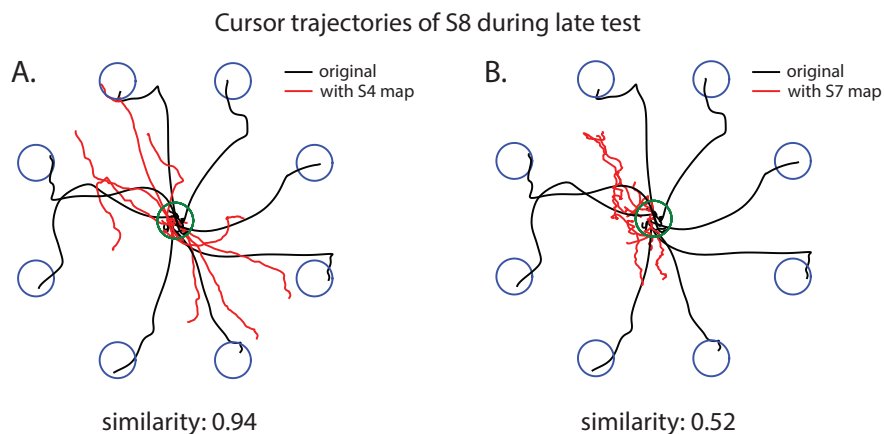 Cursor trajectories of S8 during late test
A.
original
with S4 map
B.
original
with S7 map
similarity: 0.94
similarity: 0.52